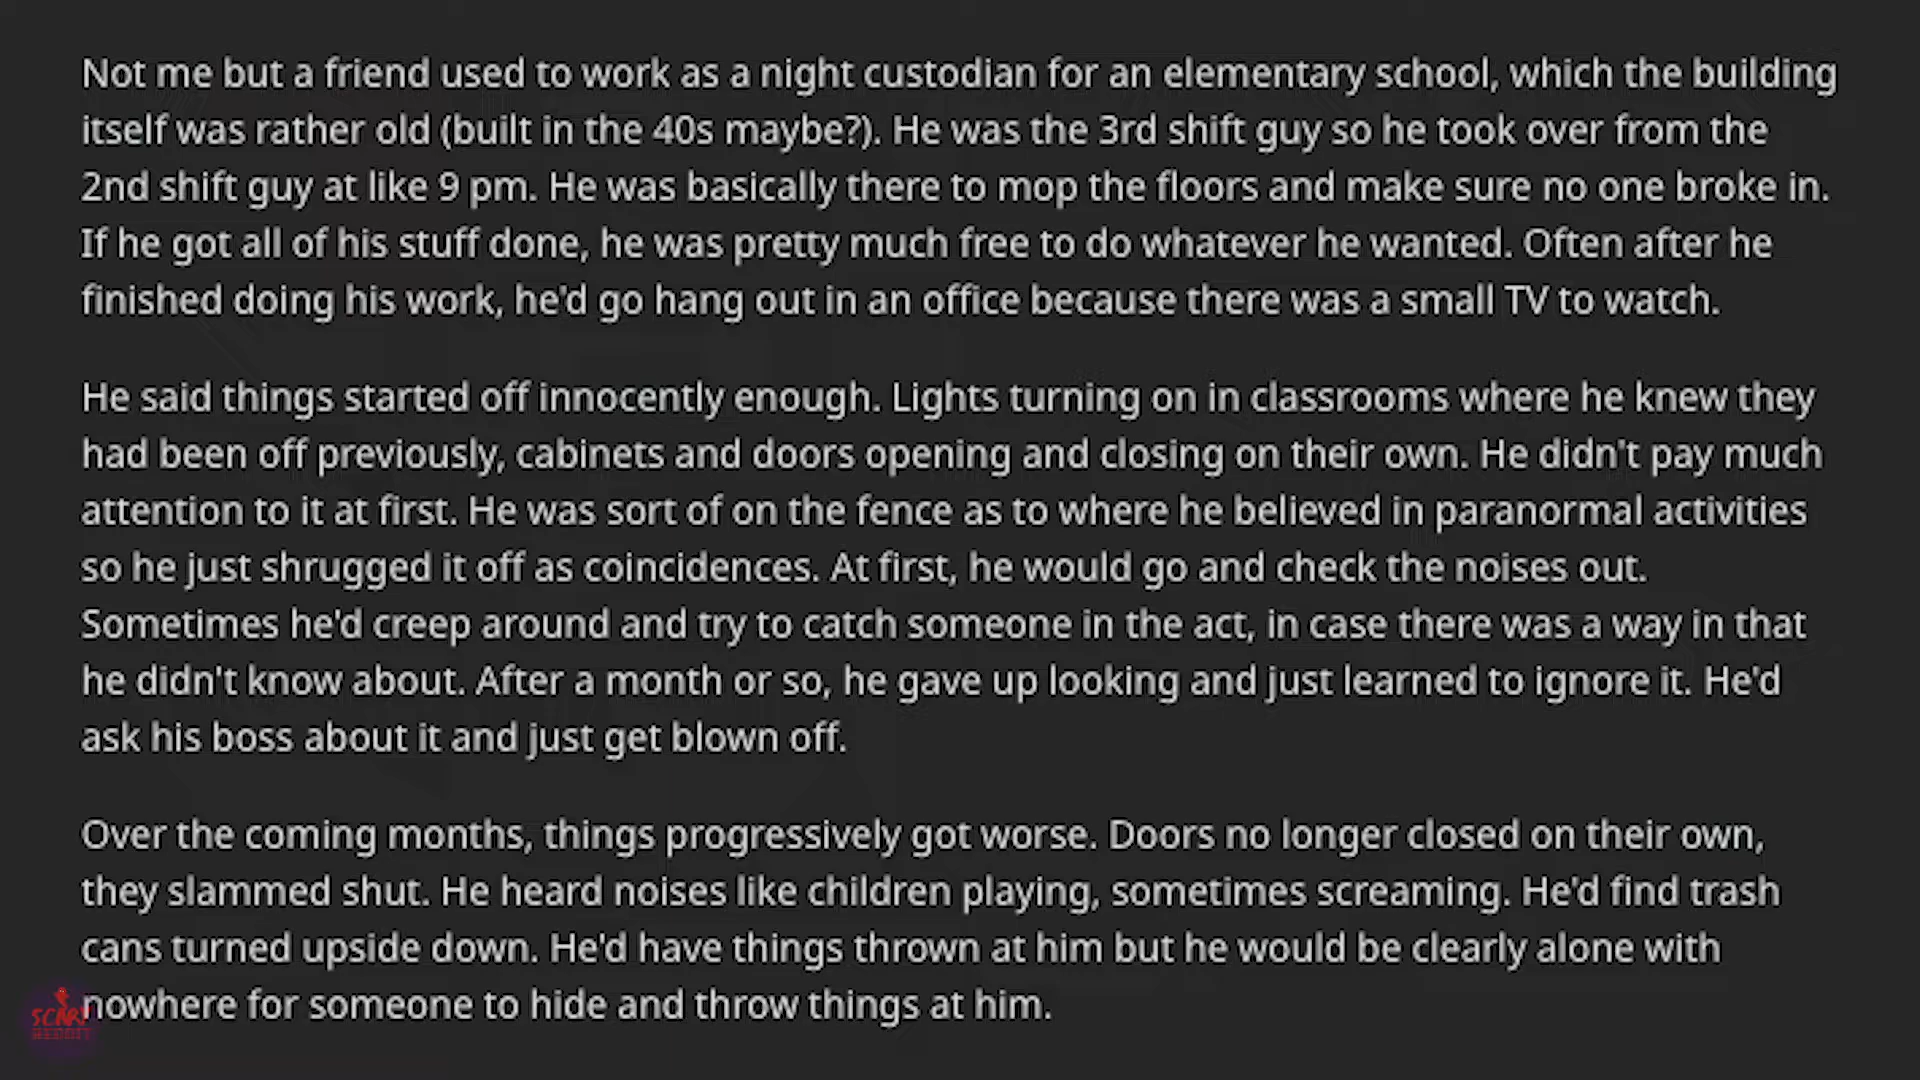 Not me but a friend used to work as a night custodian for an elementary school, which the building
itself was rather old (built in the 40s maybe?). He was the 3rd shift guy so he took over from the
2nd shift guy at like 9 pm. He was basically there to mop the floors and make sure no one broke in.
If he got all of his stuff done, he was pretty much free to do whatever he wanted. Often after he
finished doing his work, he'd go hang out in an office because there was a small TV to watch.
He said things started off innocently enough. Lights turning on in classrooms where he knew they
had been off previously, cabinets and doors opening and closing on their own. He didn't pay much
attention to it at first. He was sort of on the fence as to where he believed in paranormal activities
so he just shrugged it off as coincidences. At first, he would go and check the noises out.
Sometimes he'd creep around and try to catch someone in the act, in case there was a way in that
he didn't know about. After a month or so, he gave up looking and just learned to ignore it. He'd
ask his boss about it and just get blown off.
Over the coming months, things progressively got worse. Doors no longer closed on their own,
they slammed shut. He heard noises like children playing, sometimes screaming. He'd find trash
cans turned upside down. He'd have things thrown at him but he would be clearly alone with
nowhere for someone to hide and throw things at him.
SCARY
REDDIT